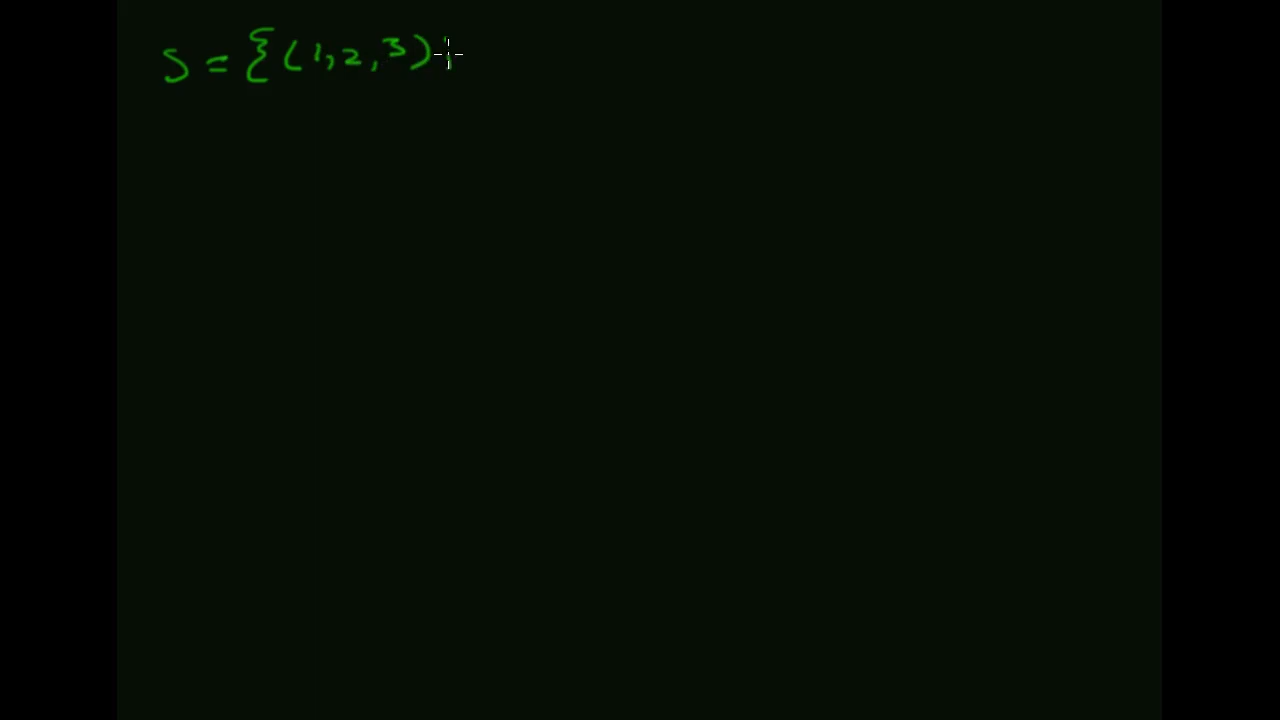 S = {(1,2,3)